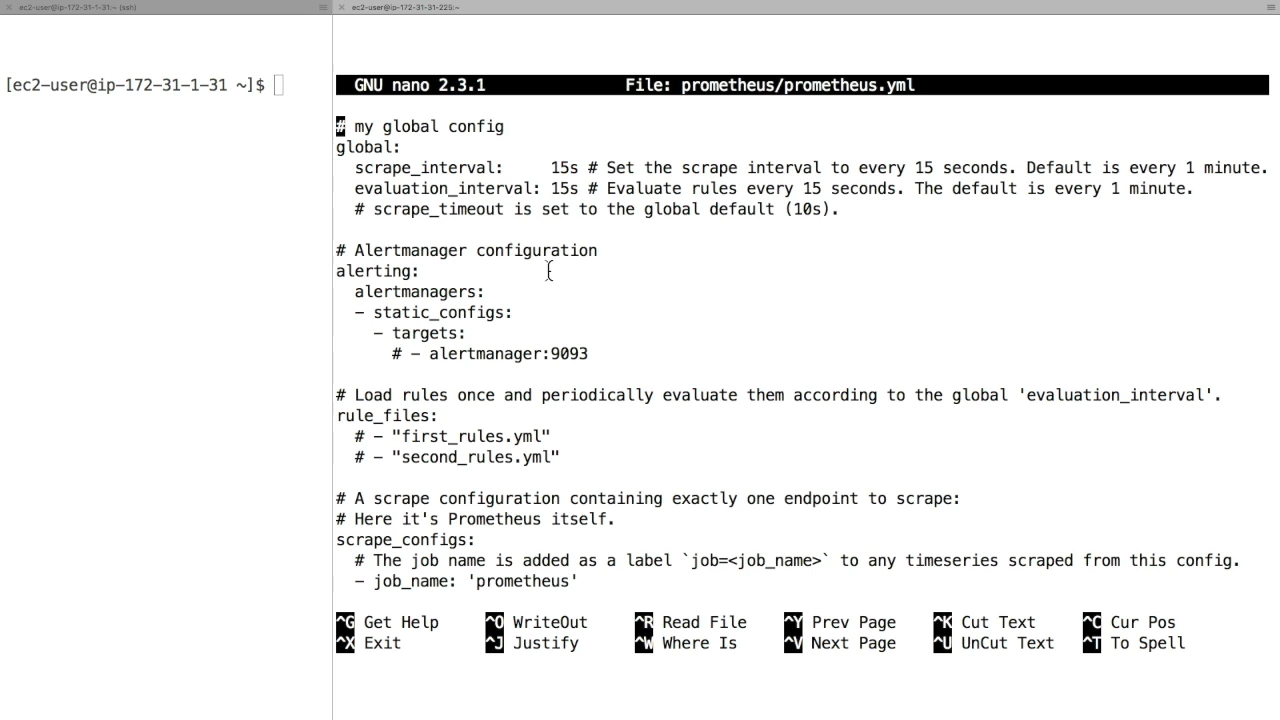 ec2-user@ip-172-31-1-31:~ (ssh)
ec2-user@ip-172-31-31-225:~
[ec2-user@ip-172-31-1-31 ~]$
GNU nano 2.3.1 File: prometheus/prometheus.yml
# my global config
global:
  scrape_interval:     15s # Set the scrape interval to every 15 seconds. Default is every 1 minute.
  evaluation_interval: 15s # Evaluate rules every 15 seconds. The default is every 1 minute.
  # scrape_timeout is set to the global default (10s).
# Alertmanager configuration
alerting:
  alertmanagers:
  - static_configs:
    - targets:
      # - alertmanager:9093
# Load rules once and periodically evaluate them according to the global 'evaluation_interval'.
rule_files:
  # - "first_rules.yml"
  # - "second_rules.yml"
# A scrape configuration containing exactly one endpoint to scrape:
# Here it's Prometheus itself.
scrape_configs:
  # The job name is added as a label `job=<job_name>` to any timeseries scraped from this config.
  - job_name: 'prometheus'
^G Get Help ^O WriteOut ^R Read File ^Y Prev Page ^K Cut Text ^C Cur Pos
^X Exit ^J Justify ^W Where Is ^V Next Page ^U UnCut Text ^T To Spell